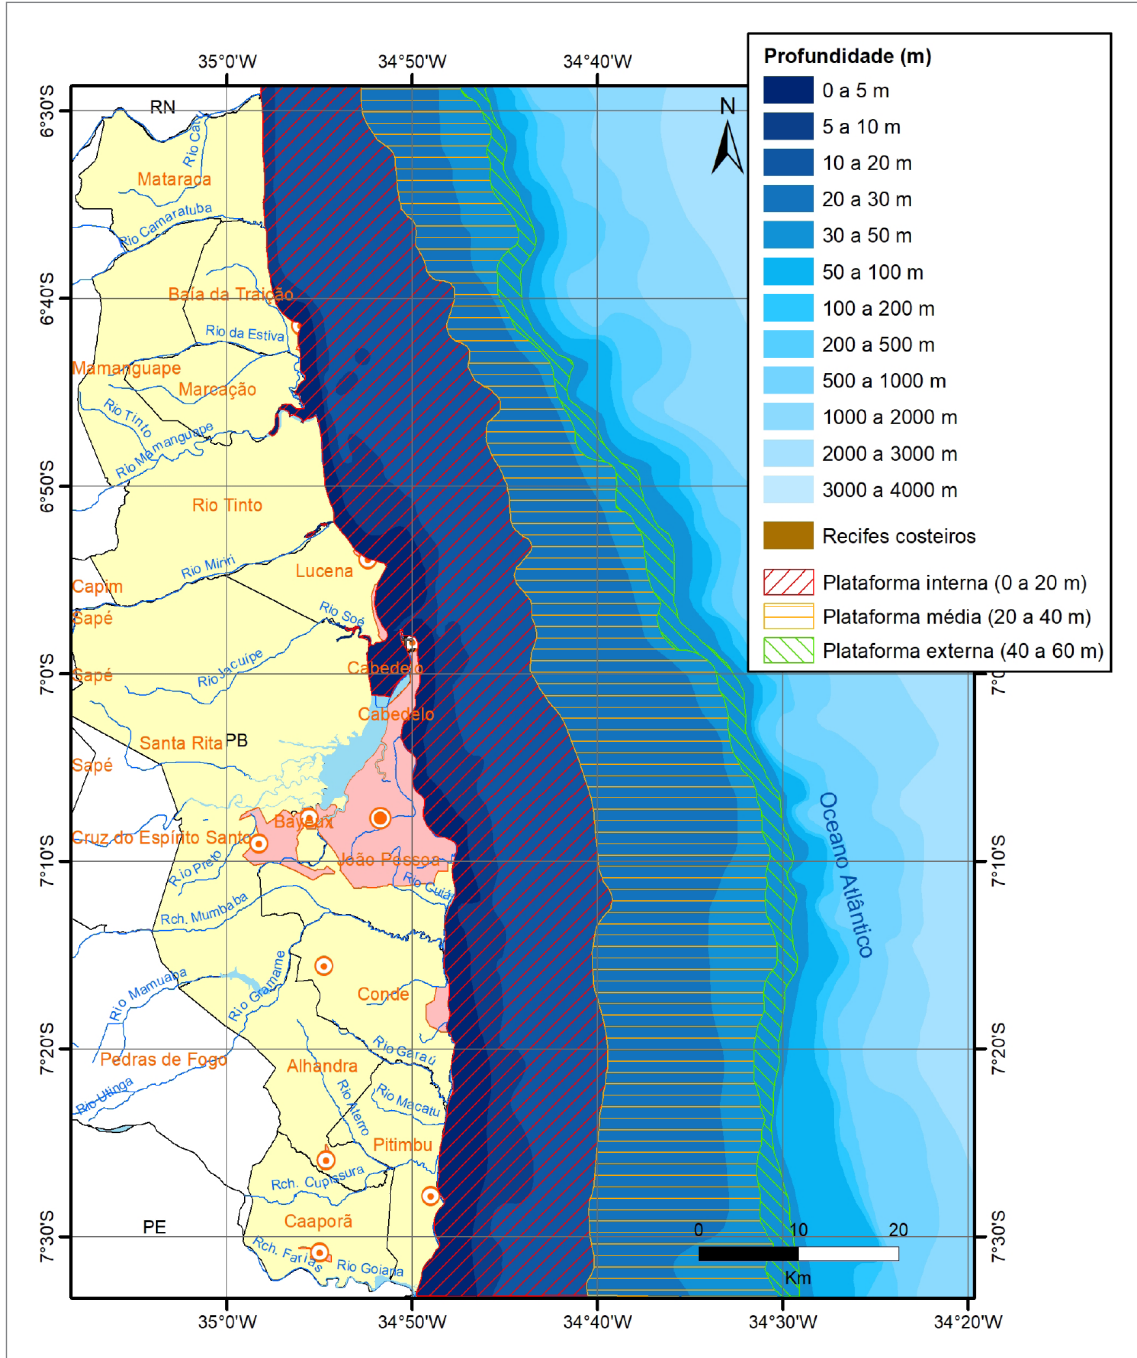 35°0'W
34°50'W
34°40'W
Profundidade (m)
0 a 5 m
5 a 10 m
10 a 20 m
20 a 30 m
30 a 50 m
50 a 100 m
100 a 200 m
200 a 500 m
500 a 1000 m
1000 a 2000 m
2000 a 3000 m
3000 a 4000 m
Recifes costeiros
Plataforma interna (0 a 20 m)
Plataforma média (20 a 40 m)
Plataforma externa (40 a 60 m)
N
6°30'S
6°40'S
6°50'S
7°0'S
7°10'S
7°20'S
7°30'S
RN
Rio Catú
Mataraca
Rio Camaratuba
Baía da Traição
Rio da Estiva
Mamanguape
Marcação
Rio Tinto
Rio Mamanguape
Rio Tinto
Rio Miriri
Lucena
Capim
Sapé
Rio Soé
Sapé
Rio Jacuípe
Cabedelo
Cabedelo
Santa Rita
PB
Sapé
Bayeux
Cruz do Espírito Santo
João Pessoa
Rio Preto
Rio Guiá
Rch. Mumbaba
Rio Mamuaba
Rio Gramame
Conde
Pedras de Fogo
Rio Garaú
Alhandra
Rio Utinga
Rio Aterro
Rio Macatu
Pitimbu
Rch. Cupissura
PE
Caaporã
Rch. Farias
Rio Goiana
Oceano Atlântico
7°0
7°10'S
7°20'S
7°30'S
0
10
20
Km
35°0'W
34°50'W
34°40'W
34°30'W
34°20'W